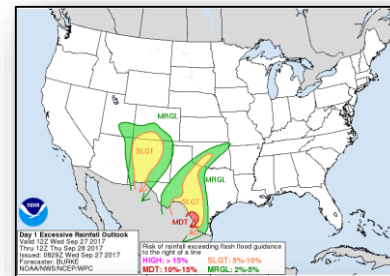 MRGL
SLGT
MRGL
SLGT
MDT
noaa
Day 1 Excessive Rainfall Outlook
Valid 12Z Wed Sep 27 2017
Thru 12Z Thu Sep 28 2017
Issued: 0829Z Wed Sep 27 2017
Forecaster: BURKE
NOAA/NWS/NCEP/WPC
Risk of rainfall exceeding flash flood guidance
to the right of a line
HIGH: > 15% SLGT: 5%-10%
MDT: 10%-15% MRGL: 2%-5%